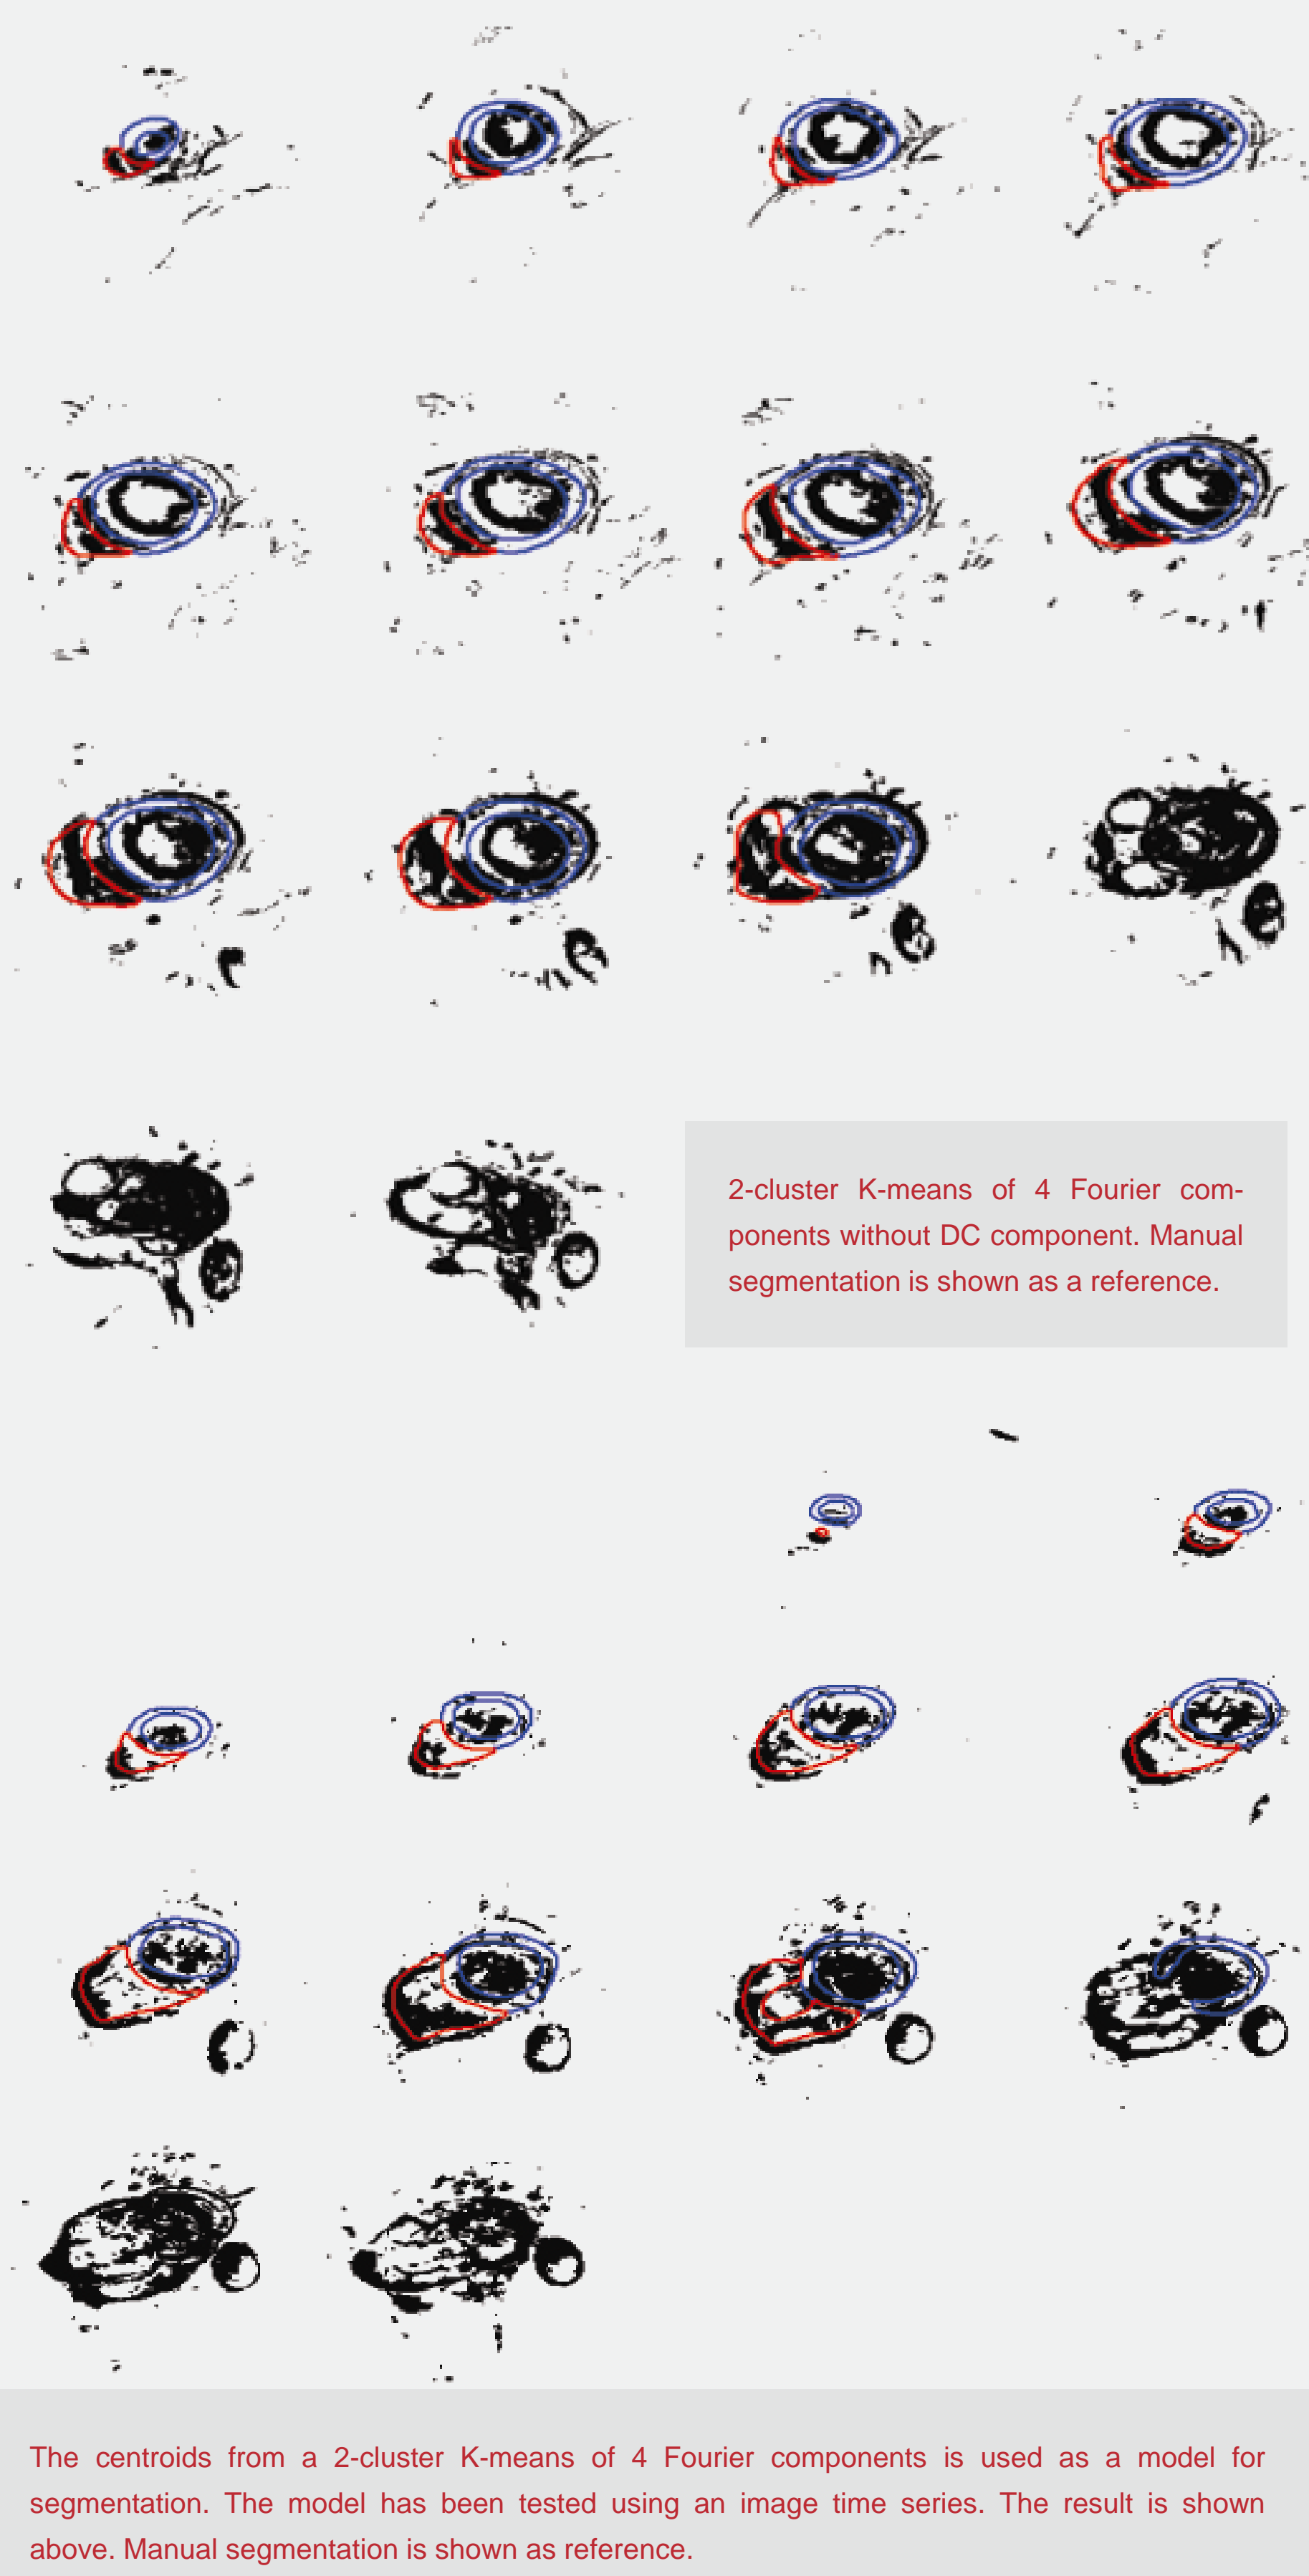 2-cluster K-means of 4 Fourier com-
ponents without DC component. Manual
segmentation is shown as a reference.
The centroids from a 2-cluster K-means of 4 Fourier components is used as a model for
segmentation. The model has been tested using an image time series. The result is shown
above. Manual segmentation is shown as reference.